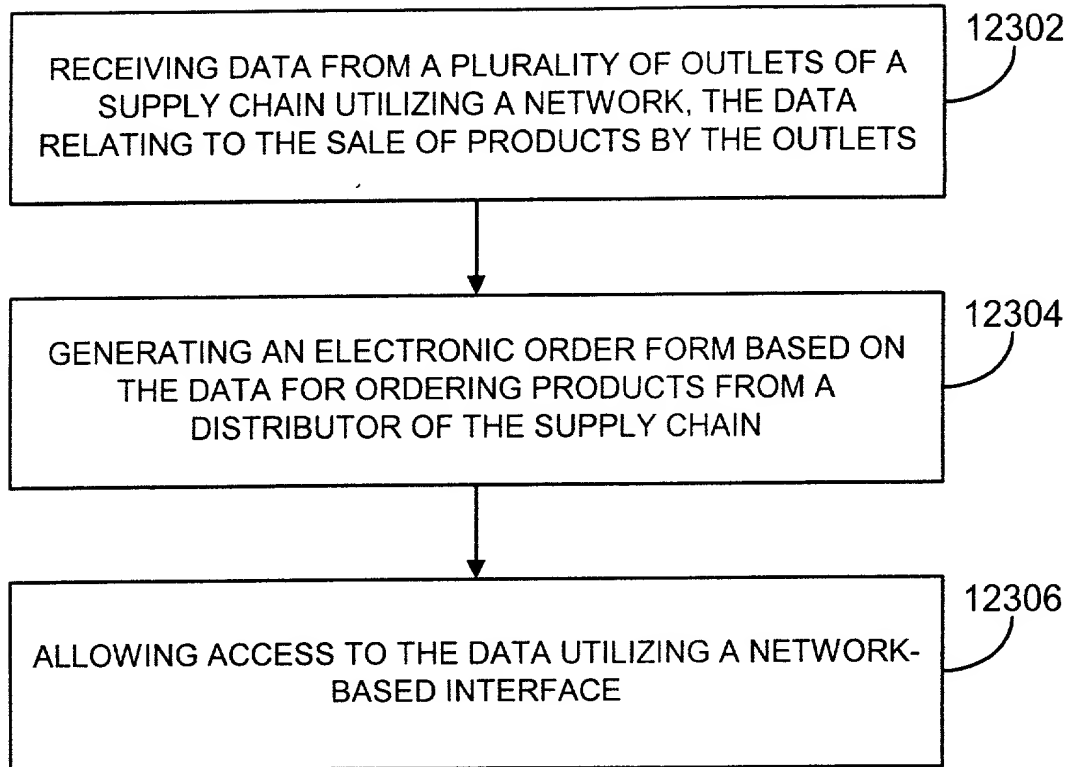 12302
RECEIVING DATA FROM A PLURALITY OF OUTLETS OF A
SUPPLY CHAIN UTILIZING A NETWORK, THE DATA
RELATING TO THE SALE OF PRODUCTS BY THE OUTLETS
12304
GENERATING AN ELECTRONIC ORDER FORM BASED ON
THE DATA FOR ORDERING PRODUCTS FROM A
DISTRIBUTOR OF THE SUPPLY CHAIN
12306
ALLOWING ACCESS TO THE DATA UTILIZING A NETWORK-
BASED INTERFACE